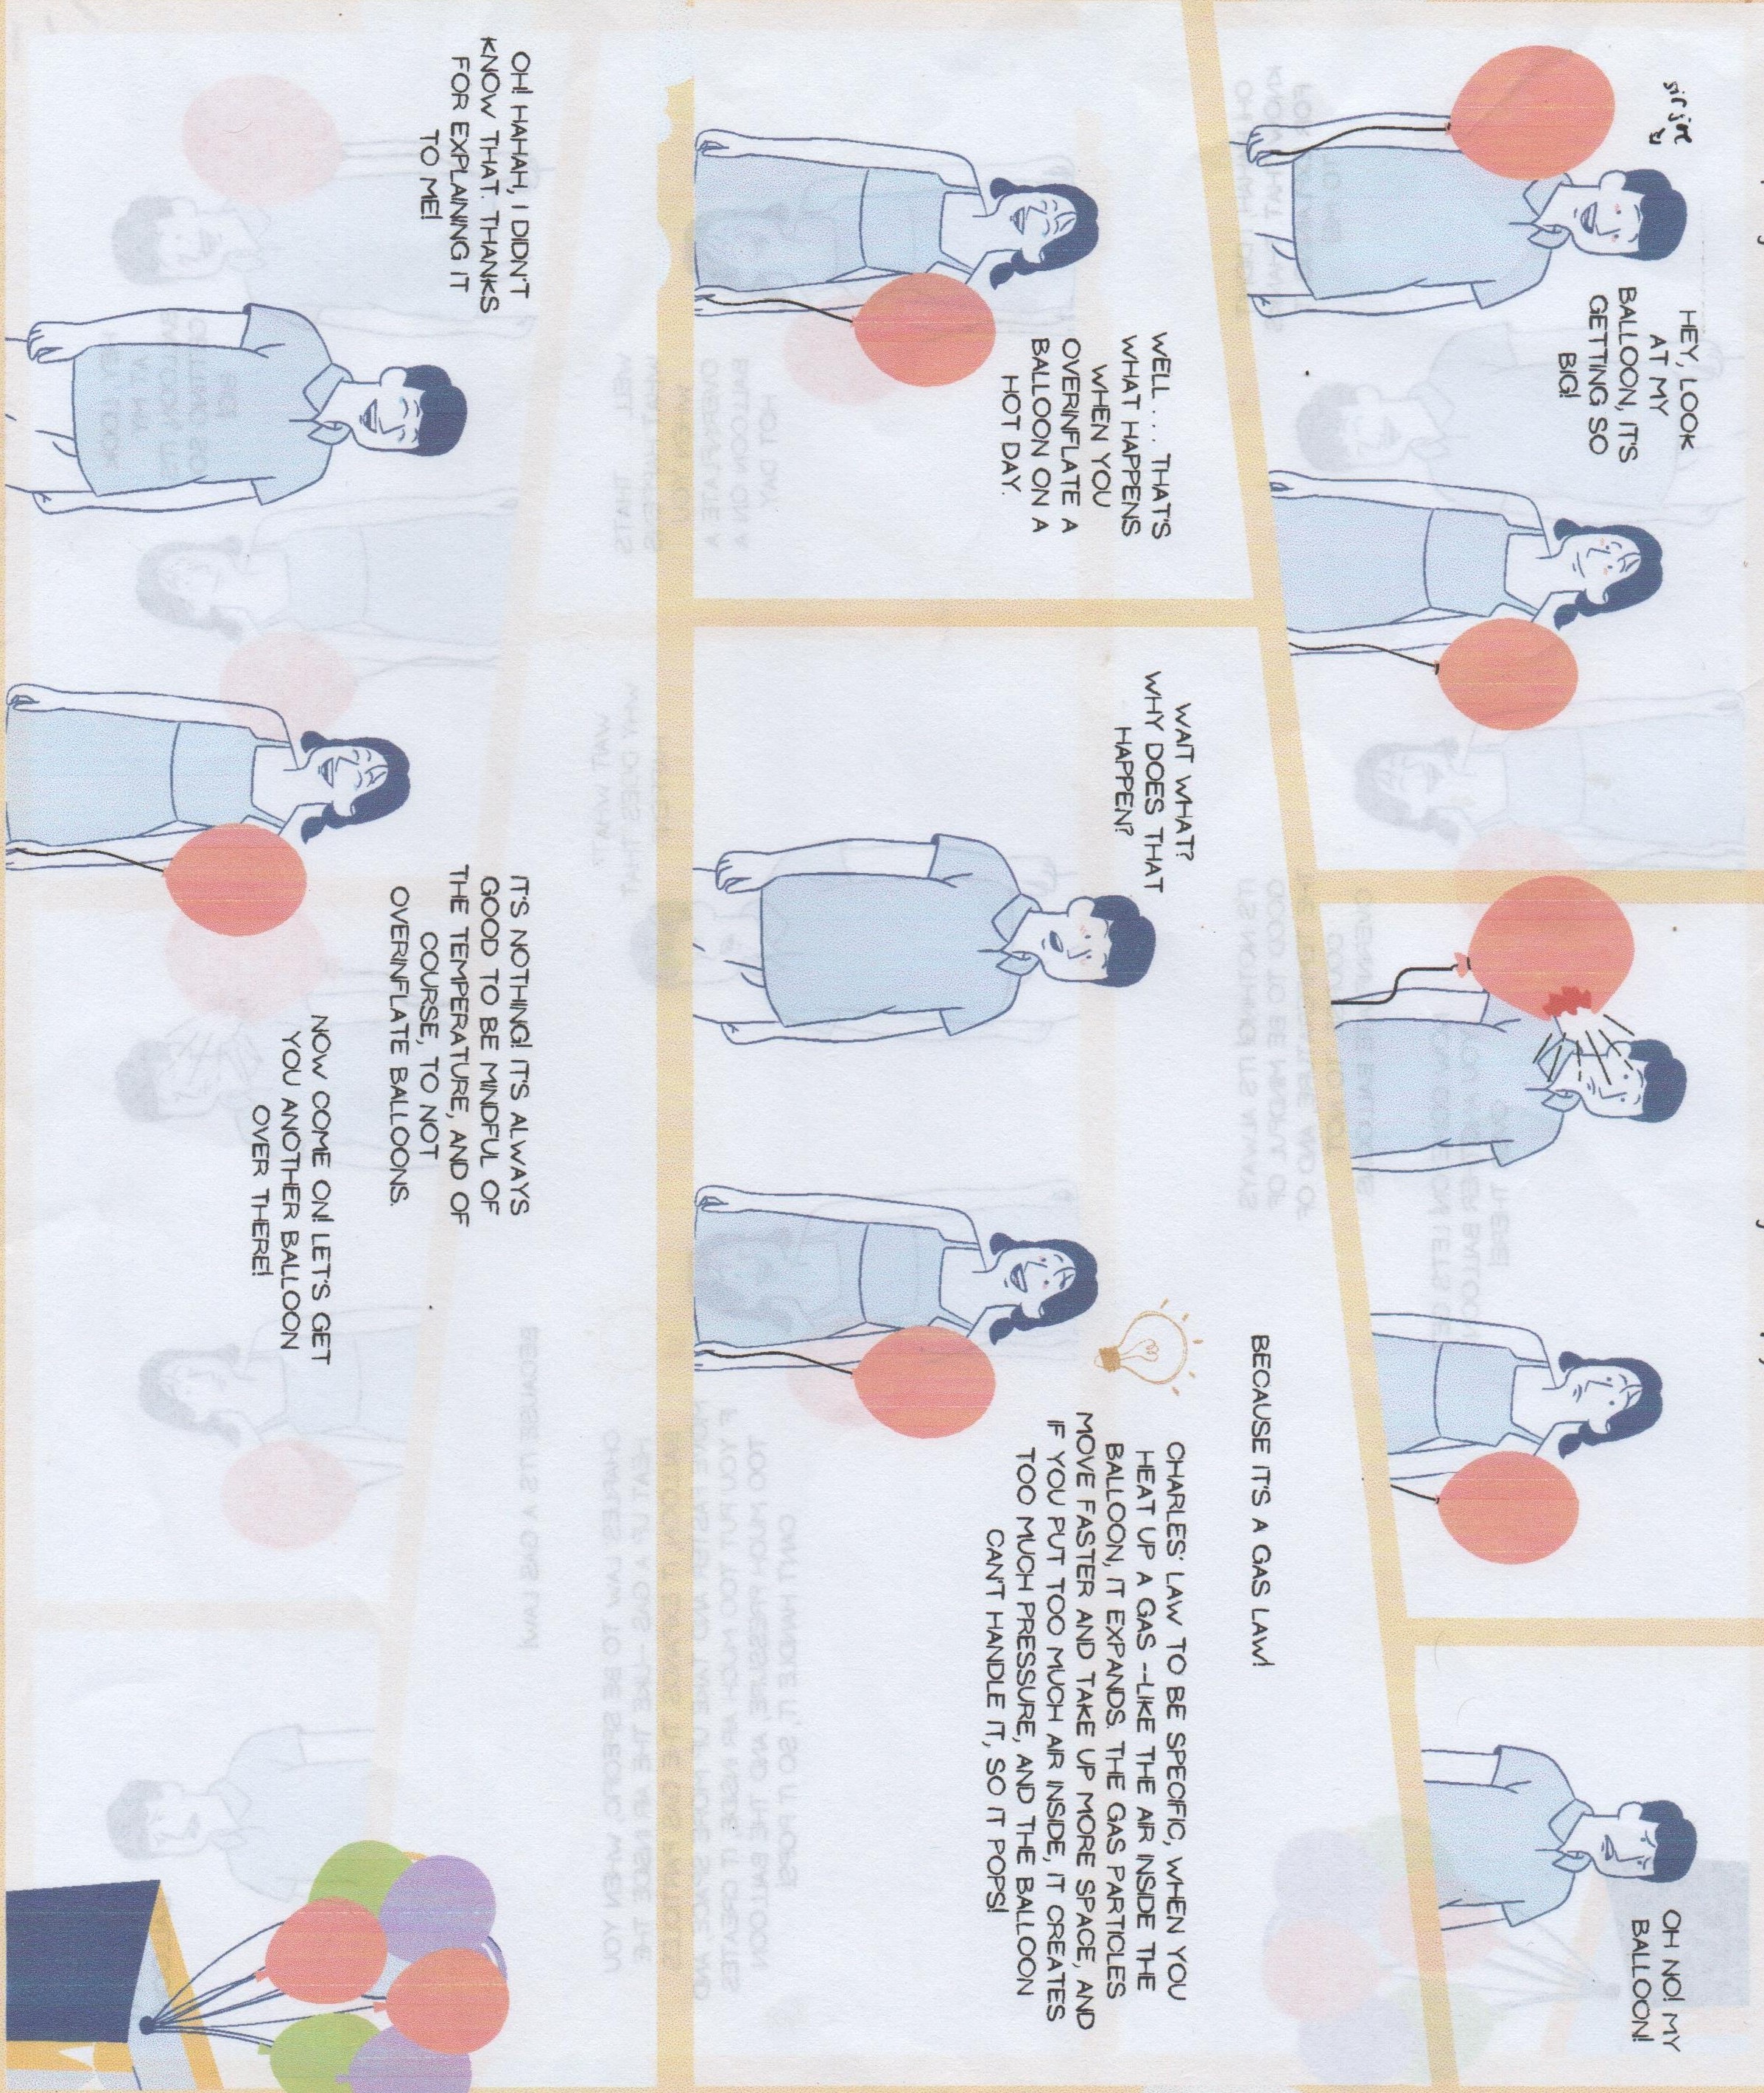 sir joe
HEY, LOOK
AT MY
BALLOON, IT'S
GETTING SO
BIG!
OH NO! MY
BALLOON!
WELL . . . THAT'S
WHAT HAPPENS
WHEN YOU
OVERINFLATE A
BALLOON ON A
HOT DAY.
WAIT WHAT?
WHY DOES THAT
HAPPEN?
BECAUSE IT'S A GAS LAW!
CHARLES' LAW TO BE SPECIFIC, WHEN YOU
HEAT UP A GAS --LIKE THE AIR INSIDE THE
BALLOON, IT EXPANDS. THE GAS PARTICLES
MOVE FASTER AND TAKE UP MORE SPACE, AND
IF YOU PUT TOO MUCH AIR INSIDE, IT CREATES
TOO MUCH PRESSURE, AND THE BALLOON
CAN'T HANDLE IT, SO IT POPS!
OH! HAHAH, I DIDN'T
KNOW THAT. THANKS
FOR EXPLAINING IT
TO ME!
IT'S NOTHING! IT'S ALWAYS
GOOD TO BE MINDFUL OF
THE TEMPERATURE, AND OF
COURSE, TO NOT
OVERINFLATE BALLOONS.
NOW COME ON! LET'S GET
YOU ANOTHER BALLOON
OVER THERE!